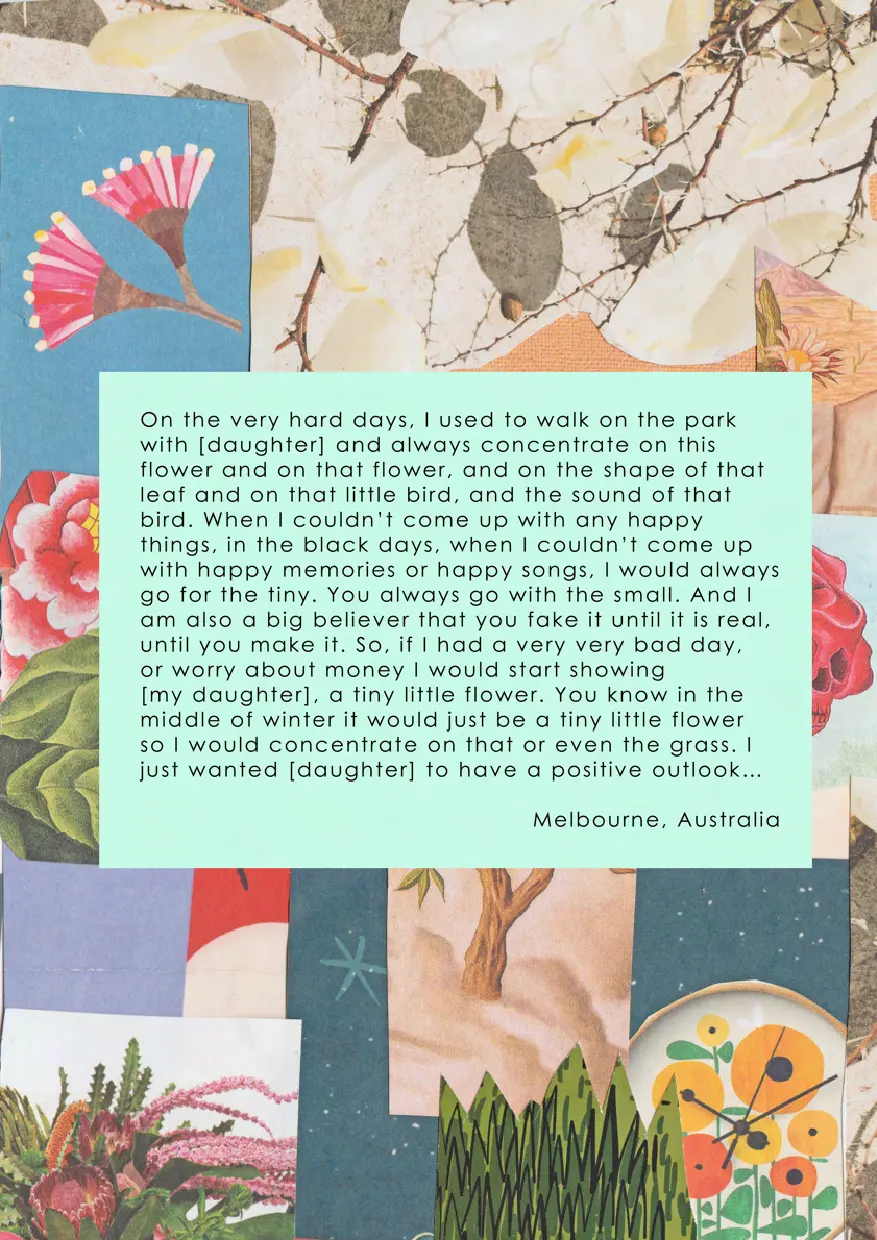 On the very hard days, I used to walk on the park
with [daughter] and always concentrate on this
flower and on that flower, and on the shape of that
leaf and on that little bird, and the sound of that
bird. When I couldn't come up with any happy
things, in the black days, when I couldn't come up
with happy memories or happy songs, I would always
go for the tiny. You always go with the small. And I
am also a big believer that you fake it until it is real,
until you make it. So, if I had a very very bad day,
or worry about money I would start showing
[my daughter], a tiny little flower. You know in the
middle of winter it would just be a tiny little flower
so I would concentrate on that or even the grass. I
just wanted [daughter] to have a positive outlook...
Melbourne, Australia